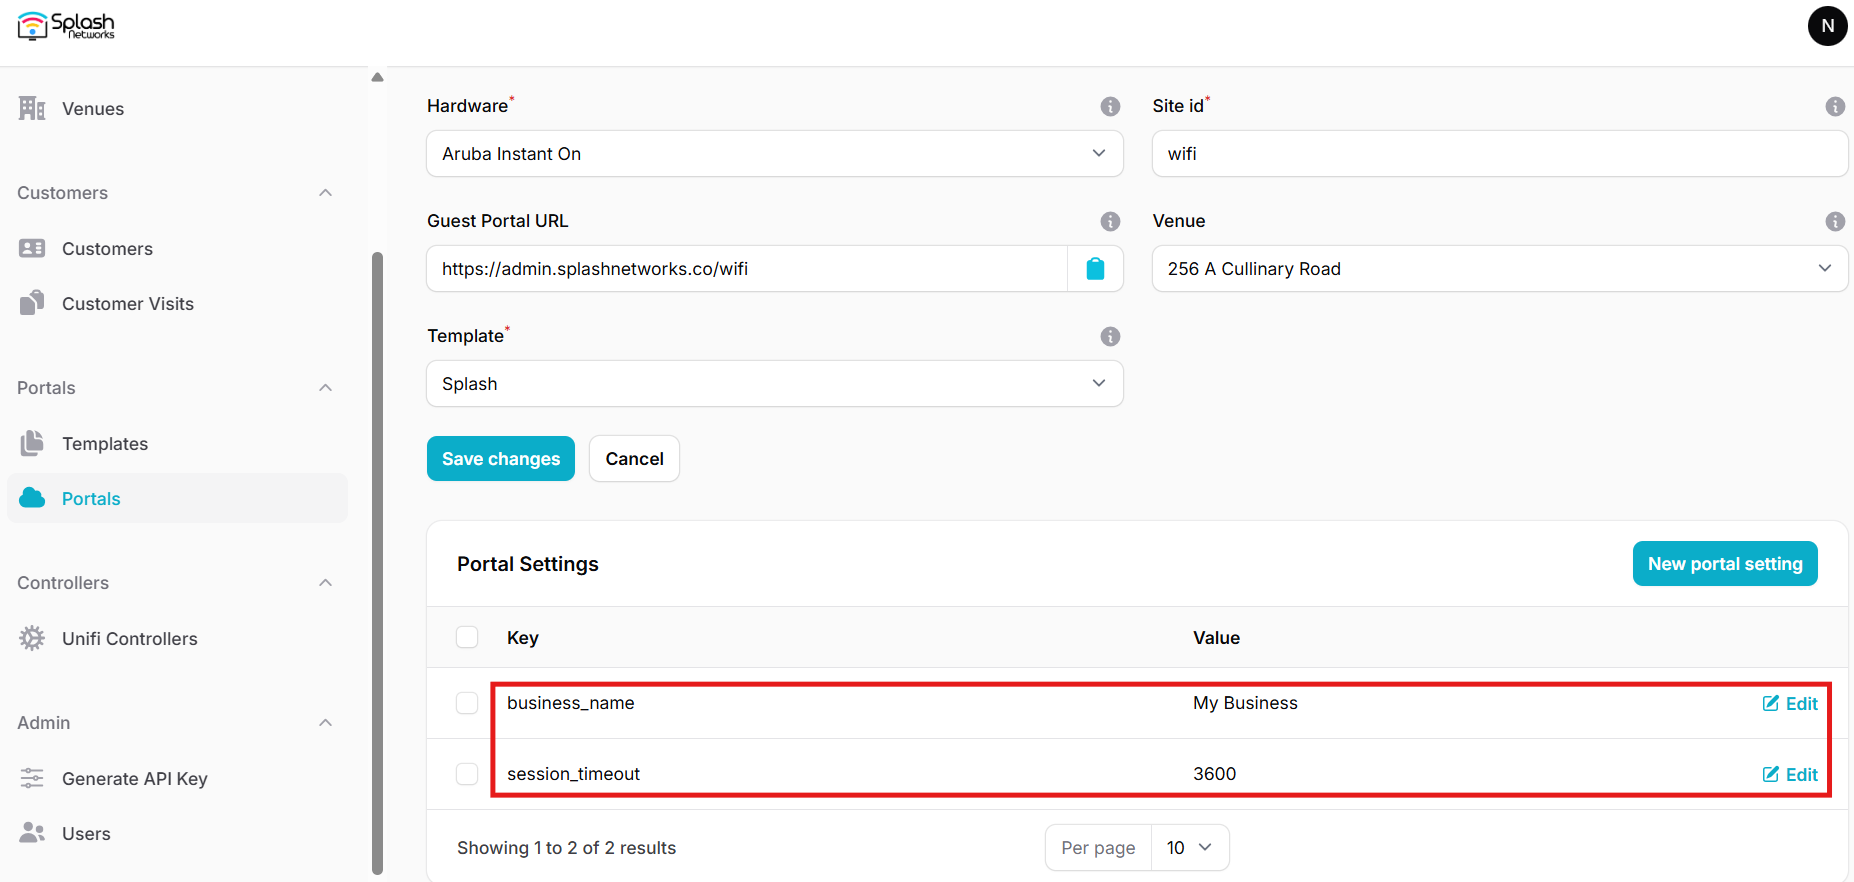 Splash
Networks
N
Venues
Customers
Customers
Customer Visits
Portals
Templates
Portals
Controllers
Unifi Controllers
Admin
Generate API Key
Users
Hardware*
Aruba Instant On
Site id*
wifi
Guest Portal URL
https://admin.splashnetworks.co/wifi
Venue
256 A Cullinary Road
Template*
Splash
Save changes
Cancel
Portal Settings
New portal setting
Key Value
business_name My Business Edit
session_timeout 3600 Edit
Showing 1 to 2 of 2 results
Per page 10